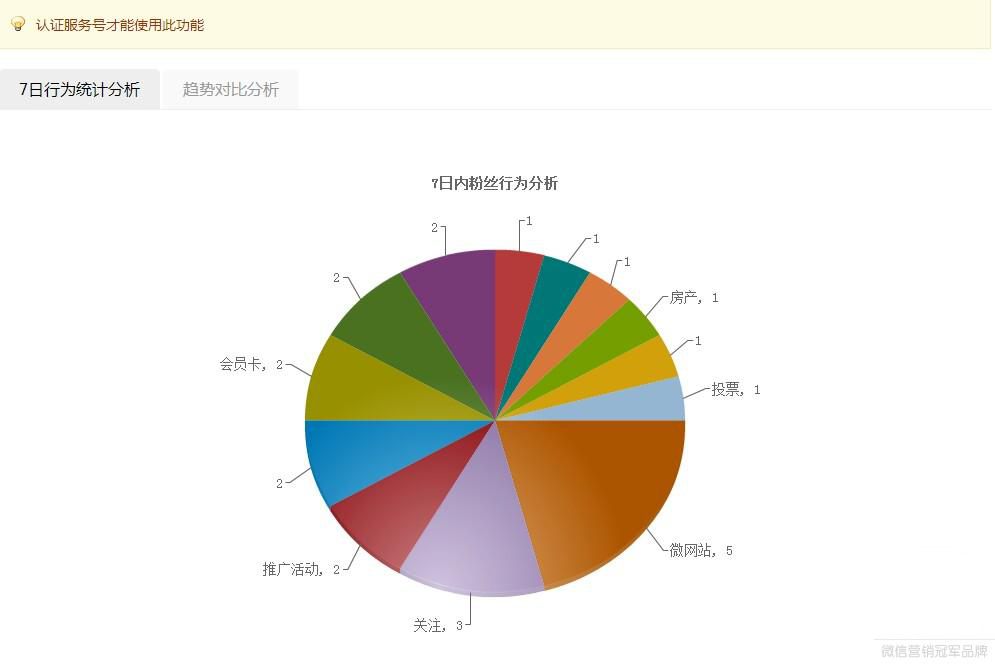 认证服务号才能使用此功能
7日行为统计分析
趋势对比分析
7日内粉丝行为分析
2
1
1
1
2
房产，1
1
会员卡，2
投票，1
2
微网站，5
推广活动，2
关注，3
微信营销冠军品牌